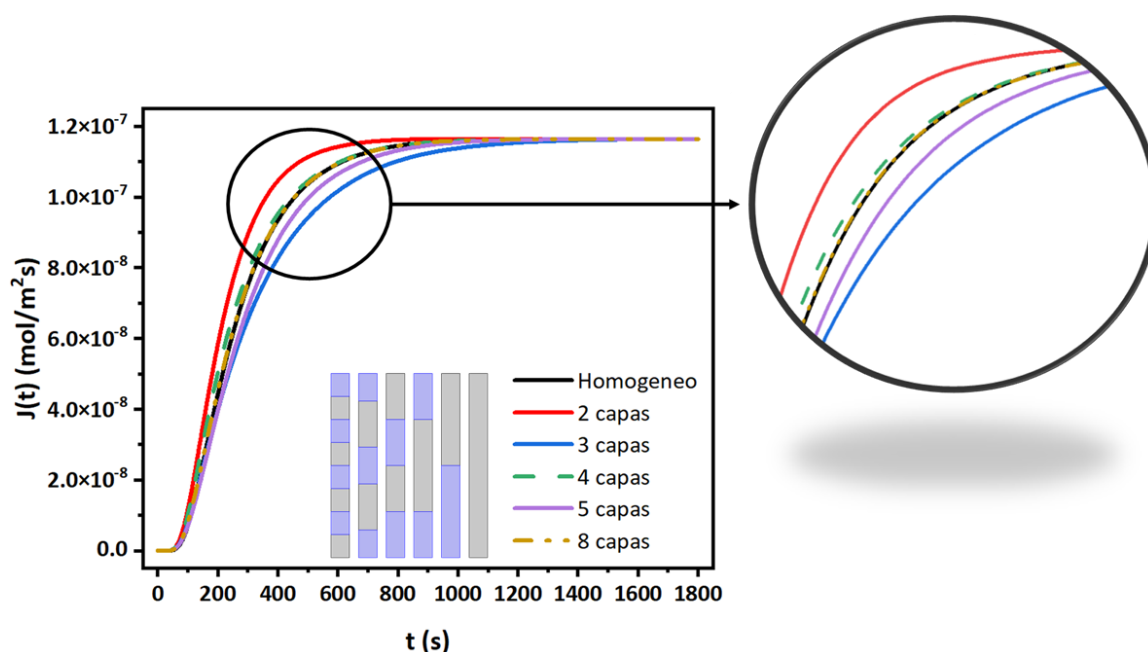 J(t) (mol/m²s)
1.2×10⁻⁷
1.0×10⁻⁷
8.0×10⁻⁸
6.0×10⁻⁸
4.0×10⁻⁸
2.0×10⁻⁸
0.0
Homogeneo
2 capas
3 capas
4 capas
5 capas
8 capas
0 200 400 600 800 1000 1200 1400 1600 1800
t (s)